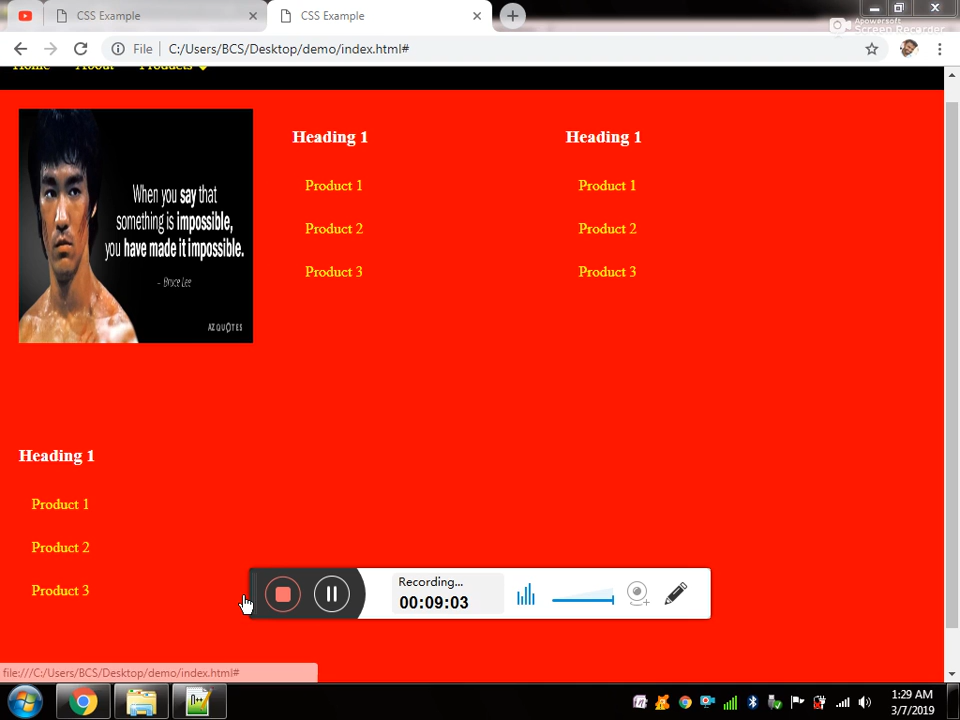 CSS Example
CSS Example
Apowersoft
Screen Recorder
File
C:/Users/BCS/Desktop/demo/index.html#
Home About Products
When you say that
something is impossible,
you have made it impossible.
- Bruce Lee
AZ QUOTES
Heading 1
Product 1
Product 2
Product 3
Heading 1
Product 1
Product 2
Product 3
Heading 1
Product 1
Product 2
Product 3
Recording...
00:09:03
file:///C:/Users/BCS/Desktop/demo/index.html#
1:29 AM
3/7/2019